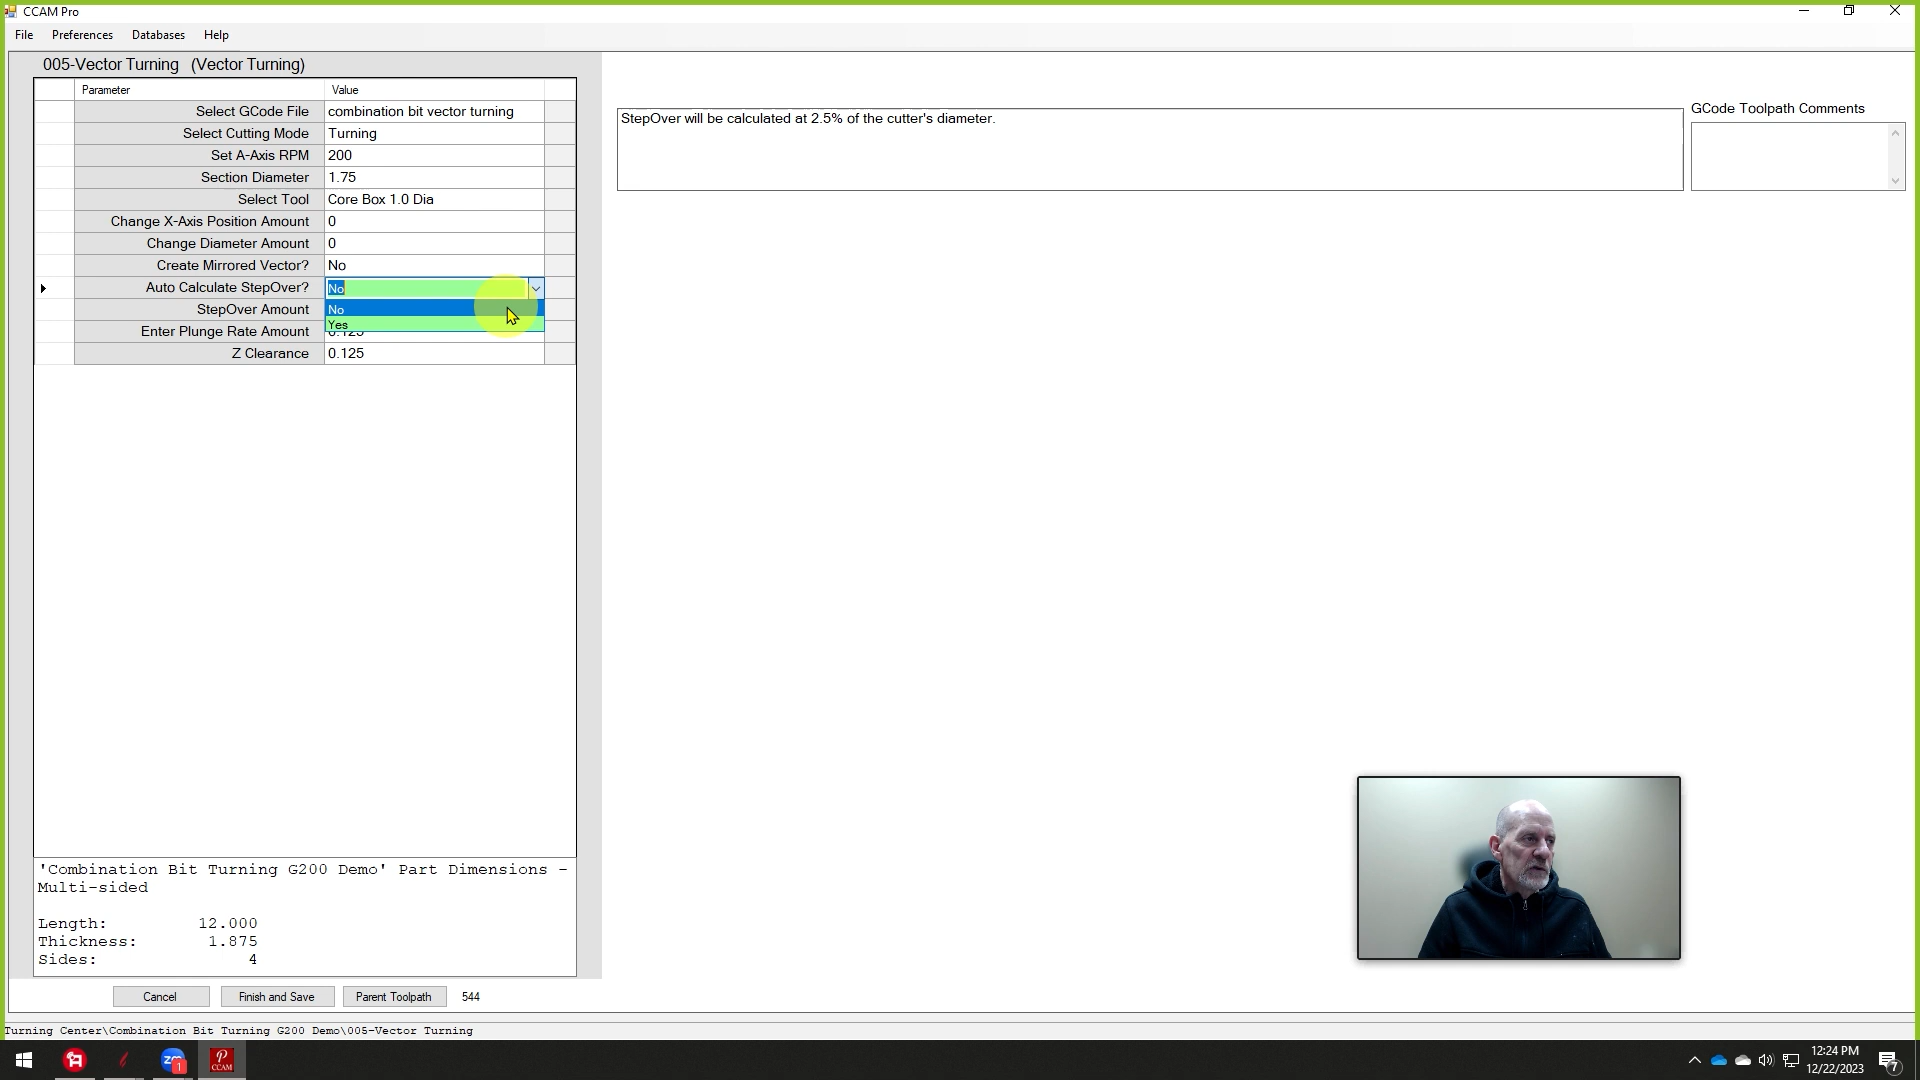 CCAM Pro
File Preferences Databases Help
005-Vector Turning (Vector Turning)
Parameter Value
Select GCode File combination bit vector turning
Select Cutting Mode Turning
Set A-Axis RPM 200
Section Diameter 1.75
Select Tool Core Box 1.0 Dia
Change X-Axis Position Amount 0
Change Diameter Amount 0
Create Mirrored Vector? No
Auto Calculate StepOver? No
StepOver Amount No
Yes
Enter Plunge Rate Amount 0.125
Z Clearance 0.125
StepOver will be calculated at 2.5% of the cutter's diameter.
GCode Toolpath Comments
'Combination Bit Turning G200 Demo' Part Dimensions -
Multi-sided
Length: 12.000
Thickness: 1.875
Sides: 4
Cancel Finish and Save Parent Toolpath 544
Turning Center\Combination Bit Turning G200 Demo\005-Vector Turning
zm 1
P CCAM
12:24 PM
12/22/2023
7